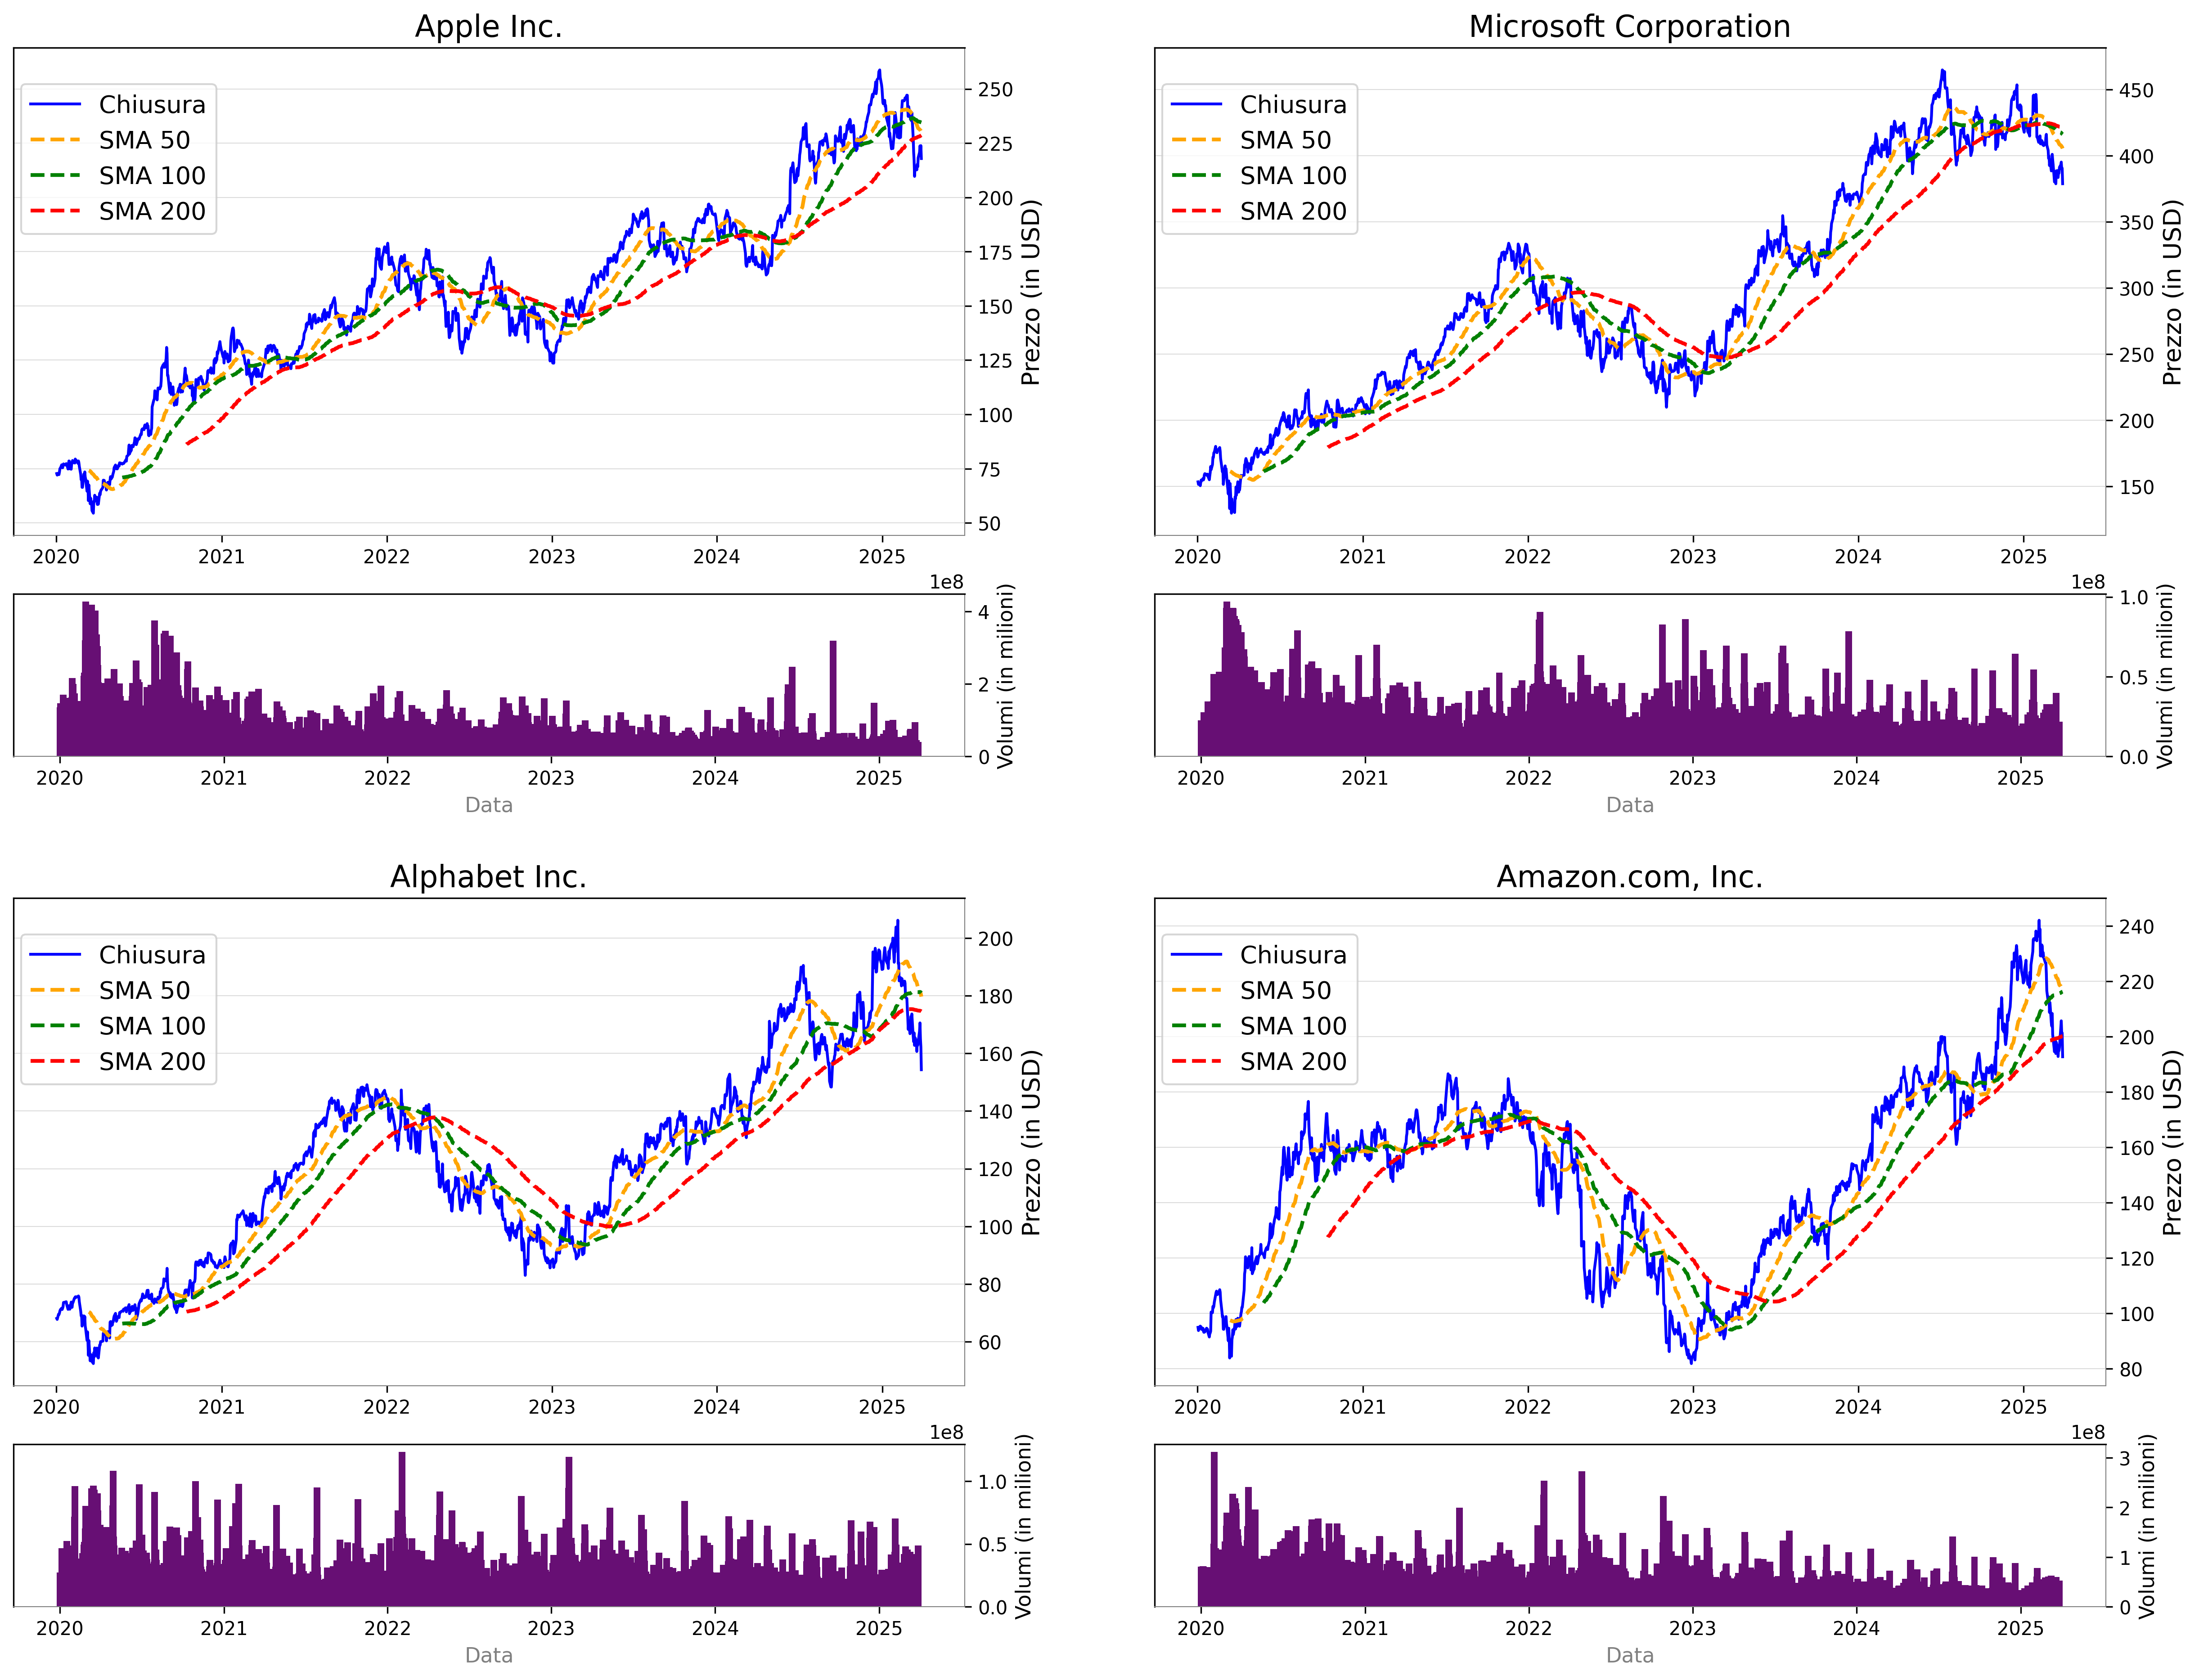 Apple Inc.
Chiusura
SMA 50
SMA 100
SMA 200
250
225
200
175
150
125
100
75
50
Prezzo (in USD)
2020 2021 2022 2023 2024 2025
1e8
4
2
0
Volumi (in milioni)
2020 2021 2022 2023 2024 2025
Data
Microsoft Corporation
Chiusura
SMA 50
SMA 100
SMA 200
450
400
350
300
250
200
150
Prezzo (in USD)
2020 2021 2022 2023 2024 2025
1e8
1.0
0.5
0.0
Volumi (in milioni)
2020 2021 2022 2023 2024 2025
Data
Alphabet Inc.
Chiusura
SMA 50
SMA 100
SMA 200
200
180
160
140
120
100
80
60
Prezzo (in USD)
2020 2021 2022 2023 2024 2025
1e8
1.0
0.5
0.0
Volumi (in milioni)
2020 2021 2022 2023 2024 2025
Data
Amazon.com, Inc.
Chiusura
SMA 50
SMA 100
SMA 200
240
220
200
180
160
140
120
100
80
Prezzo (in USD)
2020 2021 2022 2023 2024 2025
1e8
3
2
1
0
Volumi (in milioni)
2020 2021 2022 2023 2024 2025
Data